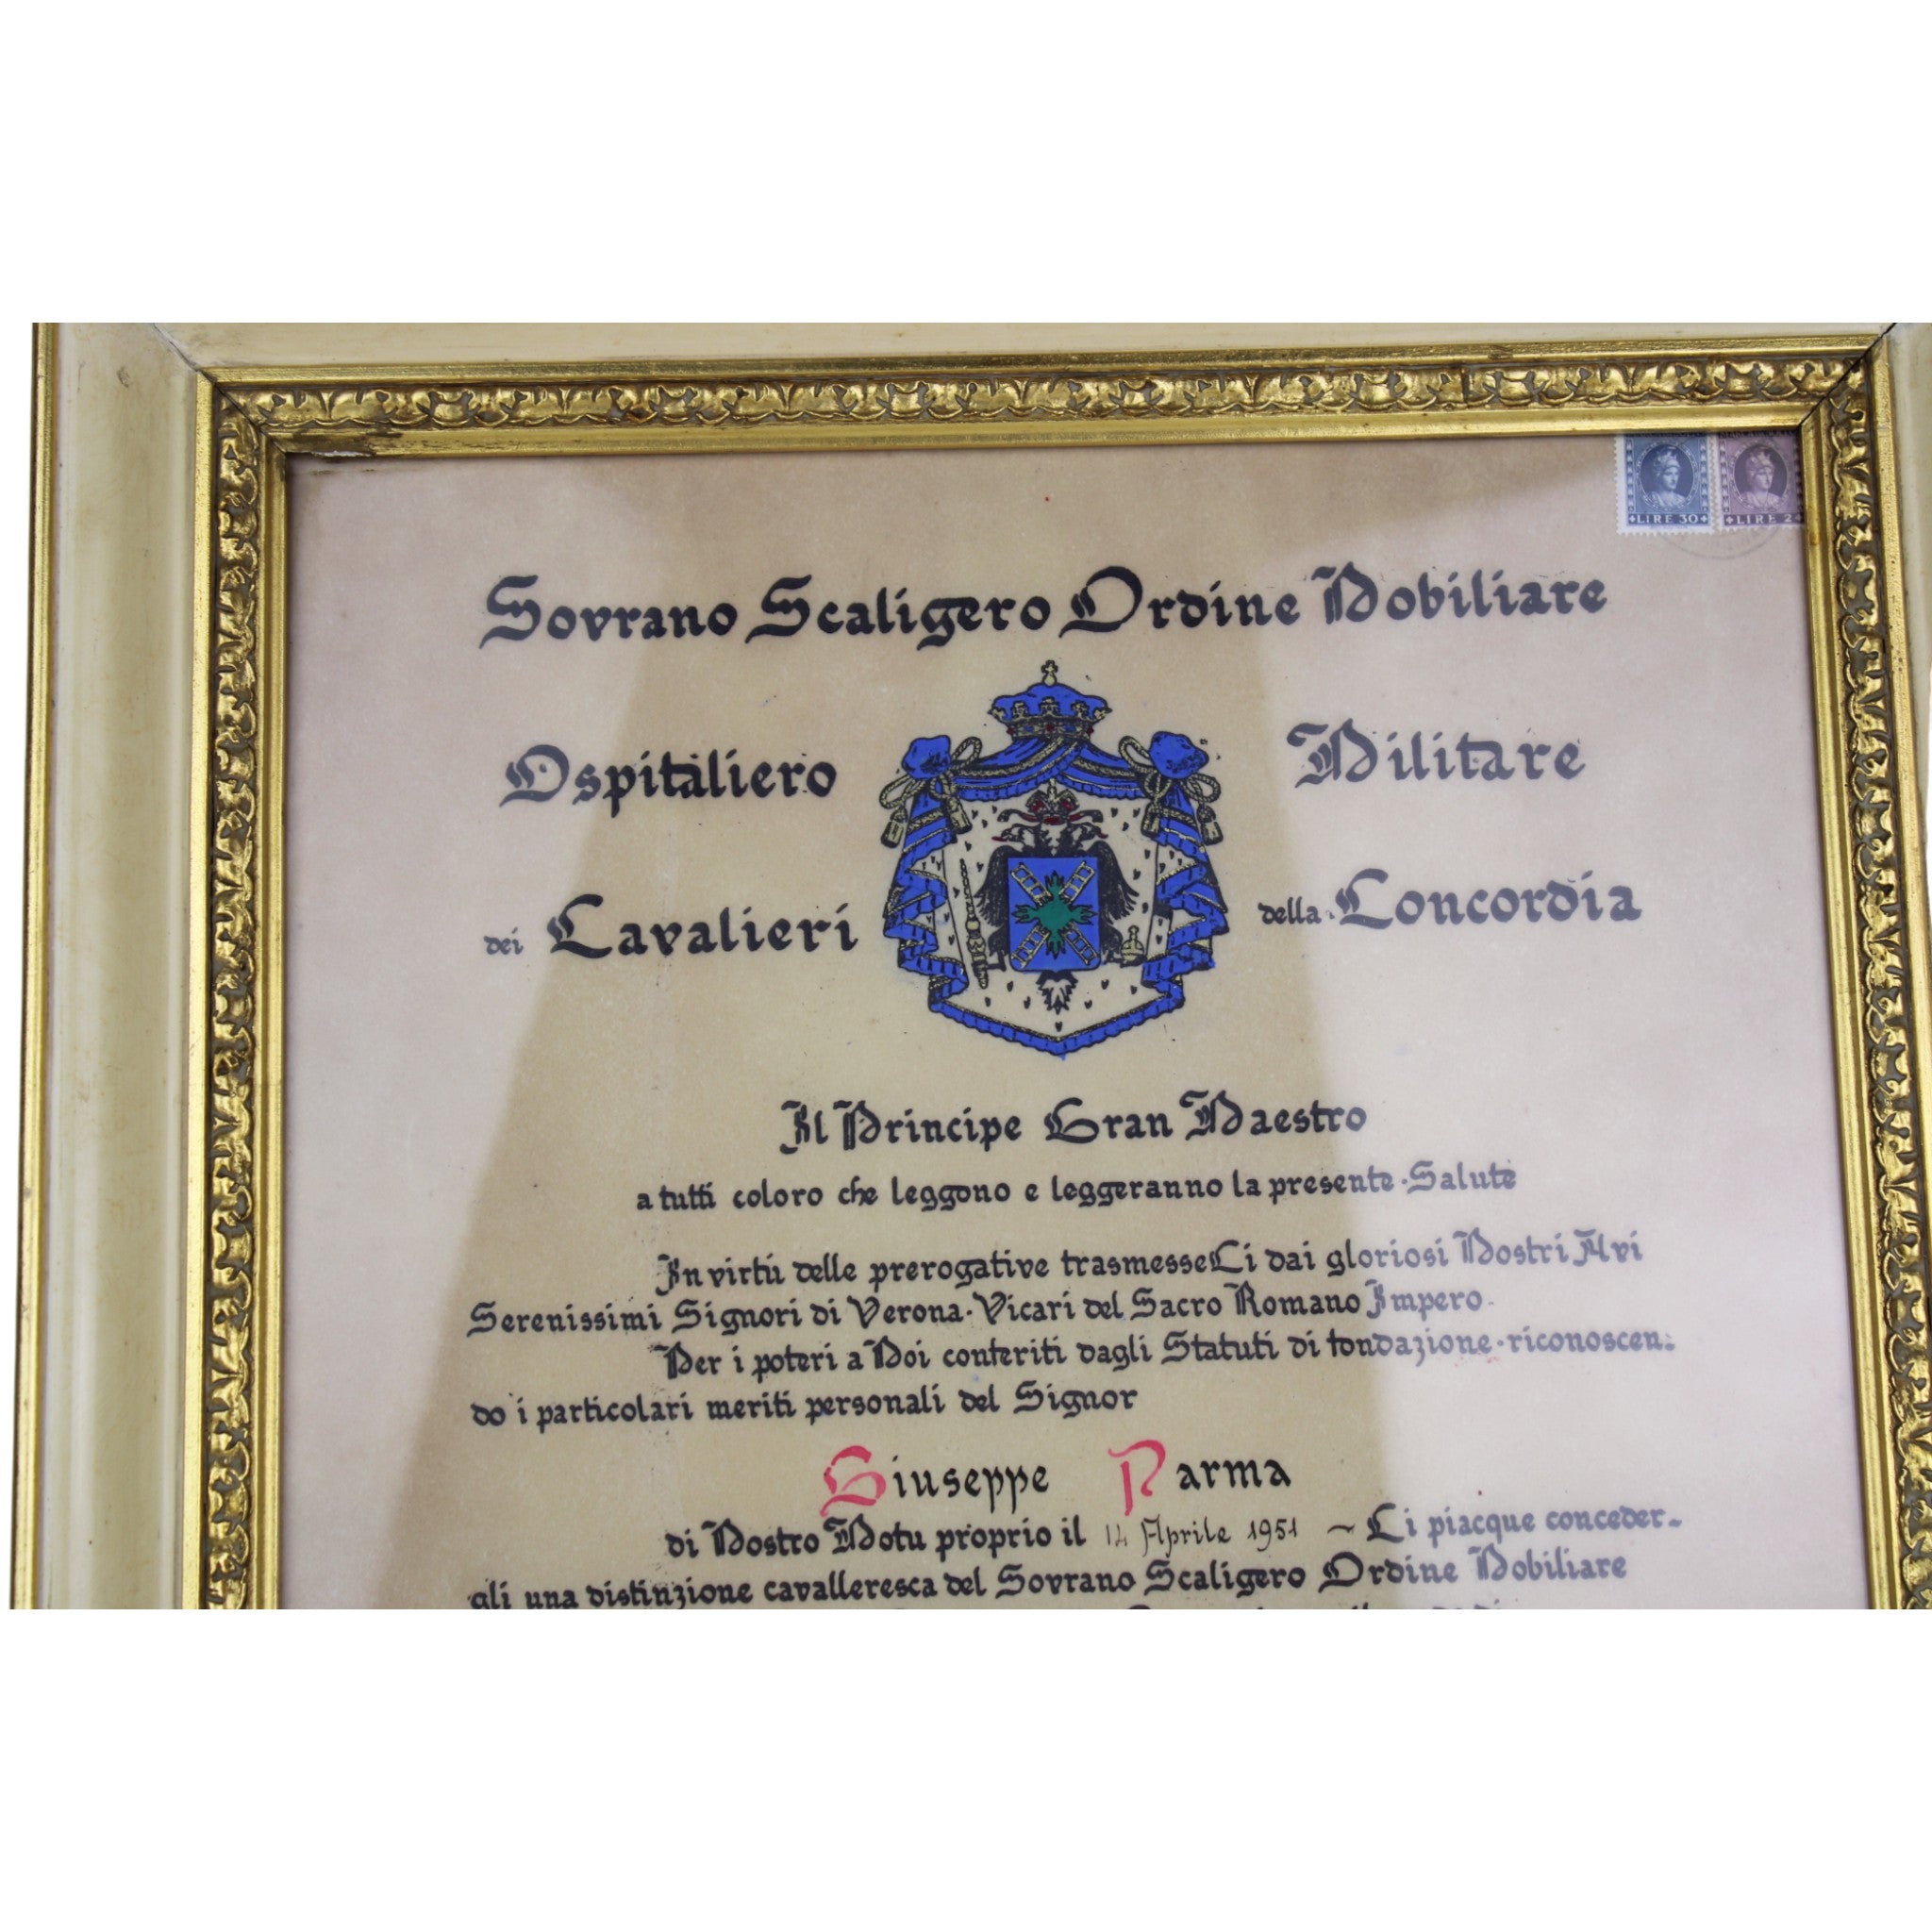 LIRE 30 LIRE 2
Sovrano Scaligero Ordine Nobiliare
Ospitaliero Militare
dei Cavalieri della Concordia
Il Principe Gran Maestro
a tutti coloro che leggono e leggeranno la presente · Salute
In virtú delle prerogative trasmesseCi dai gloriosi Nostri Avi
Serenissimi Signori di Verona · Vicari del Sacro Romano Impero.
Per i poteri a Noi conferiti dagli Statuti di fondazione · riconoscen-
do i particolari meriti personali del Signor
Giuseppe Parma
di Nostro Motu proprio il 14 Aprile 1951 ~ Ci piacque conceder-
gli una distinzione cavalleresca del Sovrano Scaligero Ordine Nobiliare